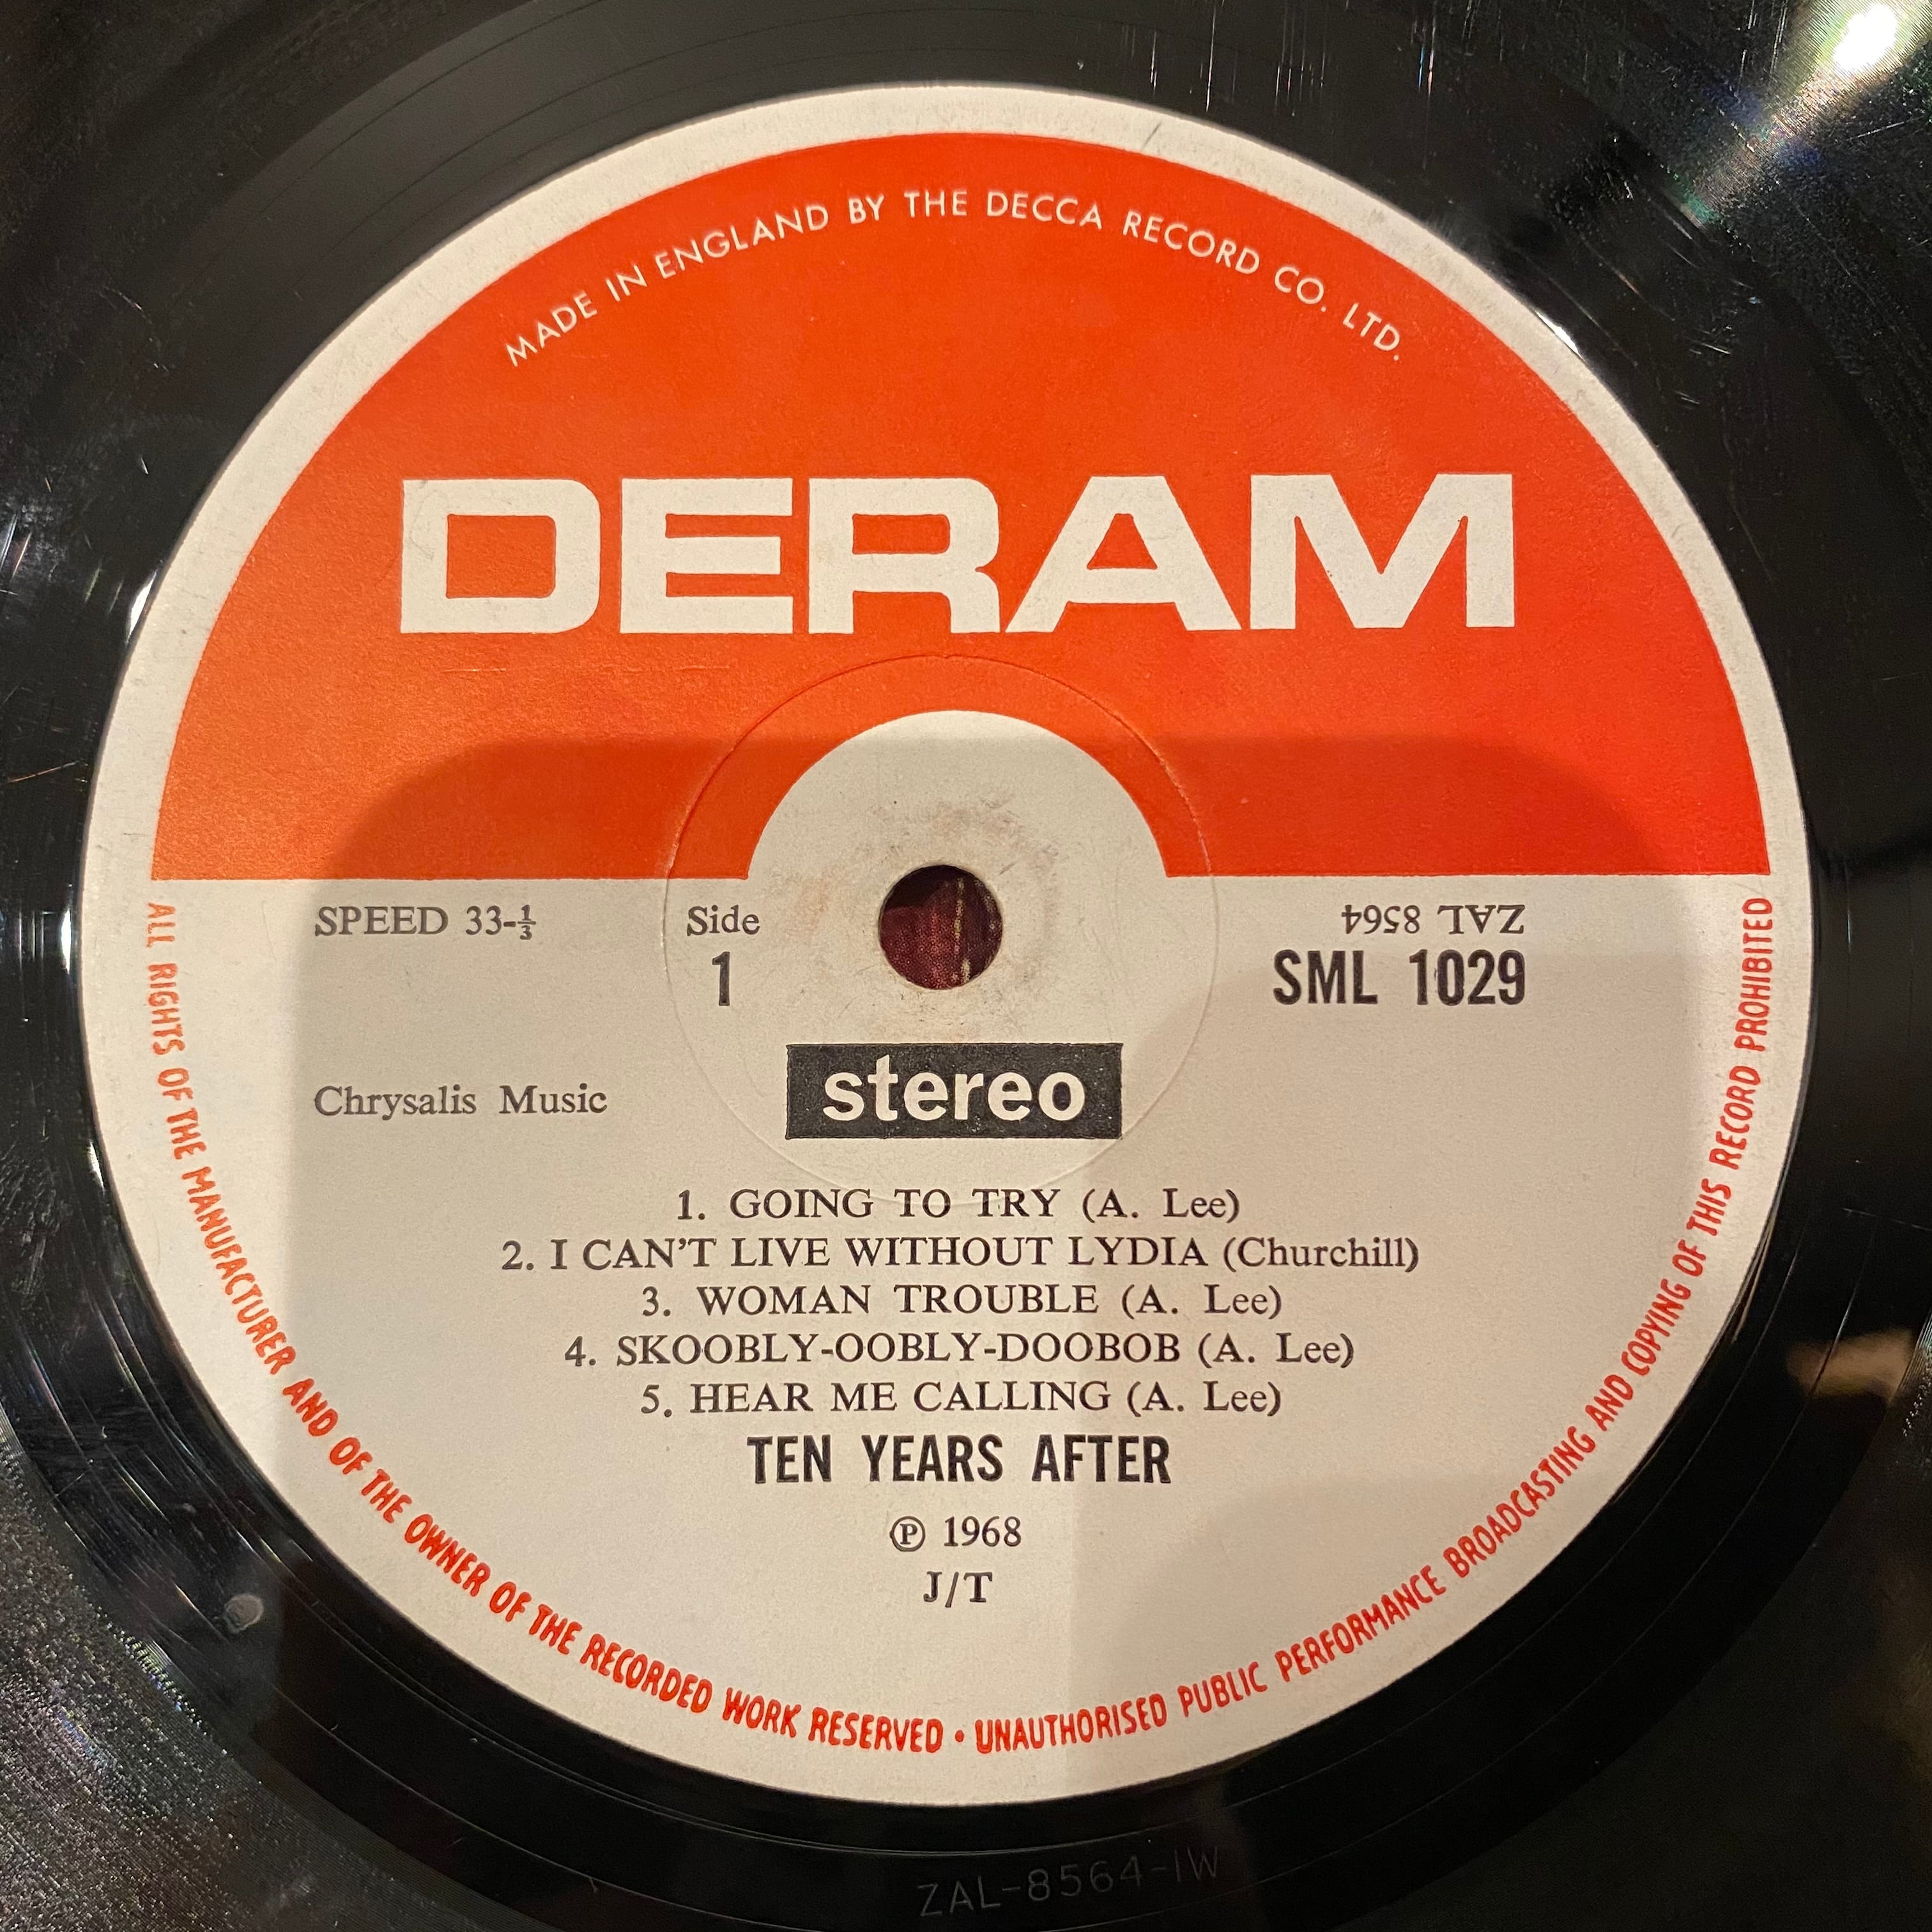 MADE IN ENGLAND BY THE DECCA RECORD CO. LTD.
DERAM
SPEED 33-⅓
Side
1
ZAL 8564
SML 1029
stereo
Chrysalis Music
1. GOING TO TRY (A. Lee)
2. I CAN'T LIVE WITHOUT LYDIA (Churchill)
3. WOMAN TROUBLE (A. Lee)
4. SKOOBLY-OOBLY-DOOBOB (A. Lee)
5. HEAR ME CALLING (A. Lee)
TEN YEARS AFTER
℗ 1968
J/T
ALL RIGHTS OF THE MANUFACTURER AND OF THE OWNER OF THE RECORDED WORK RESERVED • UNAUTHORISED PUBLIC PERFORMANCE BROADCASTING AND COPYING OF THIS RECORD PROHIBITED
ZAL-8564-1W